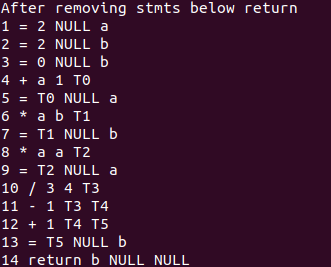 After removing stmts below return
1 = 2 NULL a
2 = 2 NULL b
3 = 0 NULL b
4 + a 1 T0
5 = T0 NULL a
6 * a b T1
7 = T1 NULL b
8 * a a T2
9 = T2 NULL a
10 / 3 4 T3
11 - 1 T3 T4
12 + 1 T4 T5
13 = T5 NULL b
14 return b NULL NULL